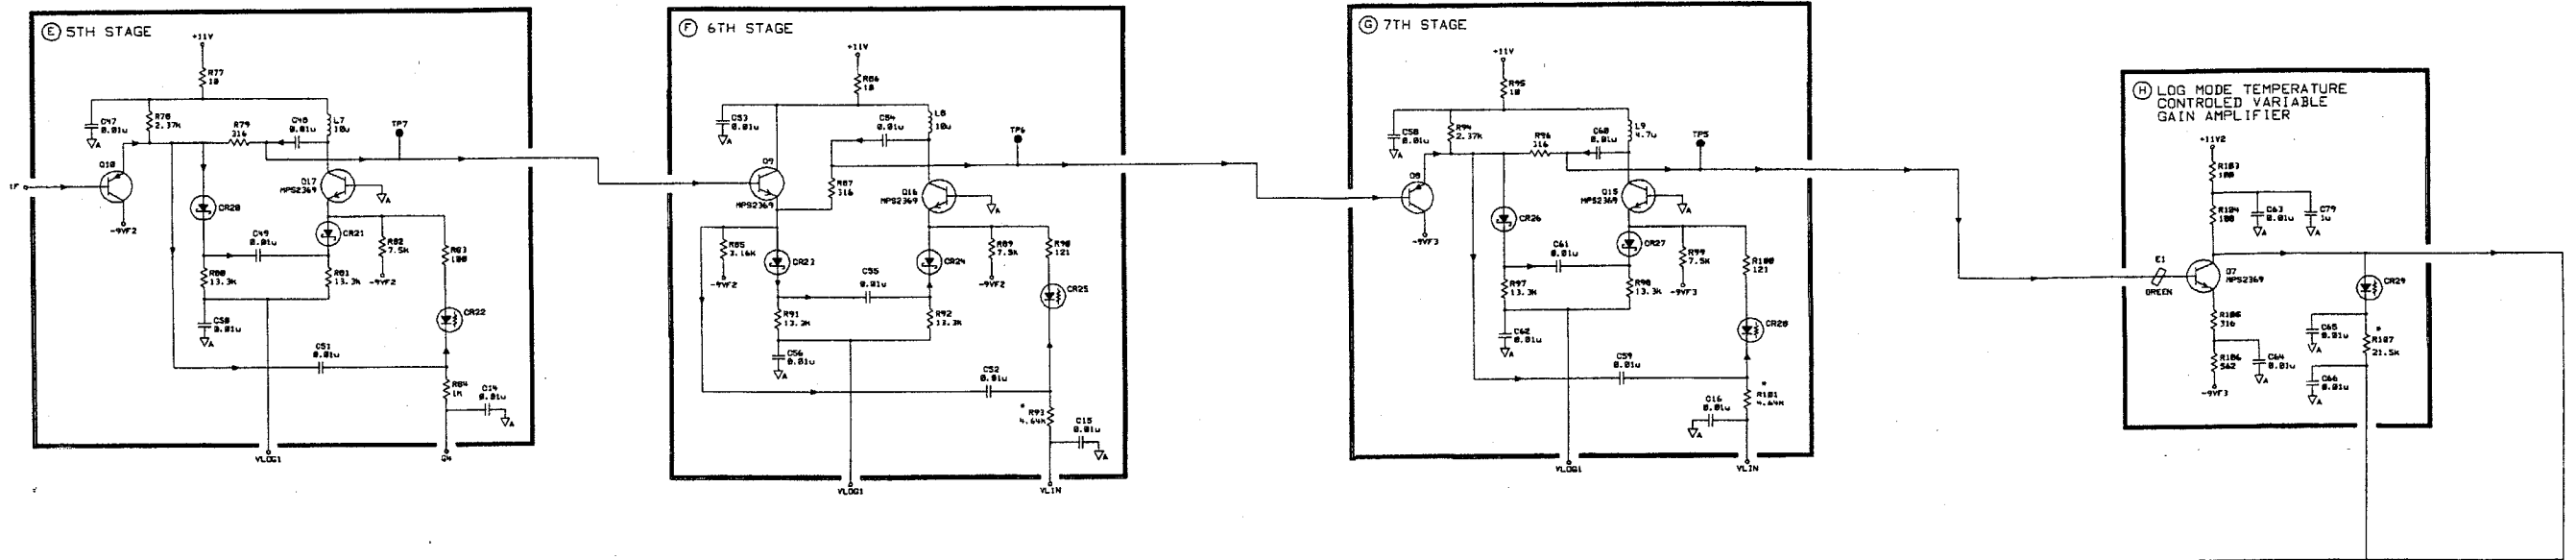 E 5TH STAGE
+11V
R77
10
C47
0.01u
R78
2.37K
R79
316
C48
0.01u
L7
10u
TP7
A
Q10
IF
-9VF2
Q17
MPS2369
A
CR20
CR21
C49
0.01u
R82
7.5K
-9VF2
R83
100
R80
13.3K
R81
13.3K
C50
0.01u
A
CR22
C51
0.01u
R84
1K
C14
0.01u
A
VLOG1
G4
F 6TH STAGE
+11V
R86
10
C53
0.01u
A
C54
0.01u
L8
10u
TP6
Q9
MPS2369
R87
316
Q16
MPS2369
A
R85
3.16K
-9VF2
CR23
C55
0.01u
CR24
R89
7.5K
-9VF2
R90
121
CR25
R91
13.3K
R92
13.3K
C56
0.01u
A
C52
0.01u
*
R93
4.64K
C15
0.01u
A
VLOG1
VLIN
G 7TH STAGE
+11V
R95
10
C58
0.01u
A
R94
2.37K
R96
316
C60
0.01u
L9
4.7u
TP5
Q8
-9VF3
Q15
MPS2369
A
CR26
CR27
C61
0.01u
R99
7.5K
-9VF3
R100
121
R97
13.3K
R98
13.3K
C62
0.01u
A
CR28
C59
0.01u
*
R101
4.64K
C16
0.01u
A
VLOG1
VLIN
H LOG MODE TEMPERATURE
CONTROLED VARIABLE
GAIN AMPLIFIER
+11V2
R103
100
R104
100
C63
0.01u
A
C79
1u
A
E1
GREEN
Q7
MPS2369
CR29
R105
316
C65
0.01u
A
*
R107
21.5K
R106
562
C64
0.01u
A
-9VF3
C66
0.01u
A